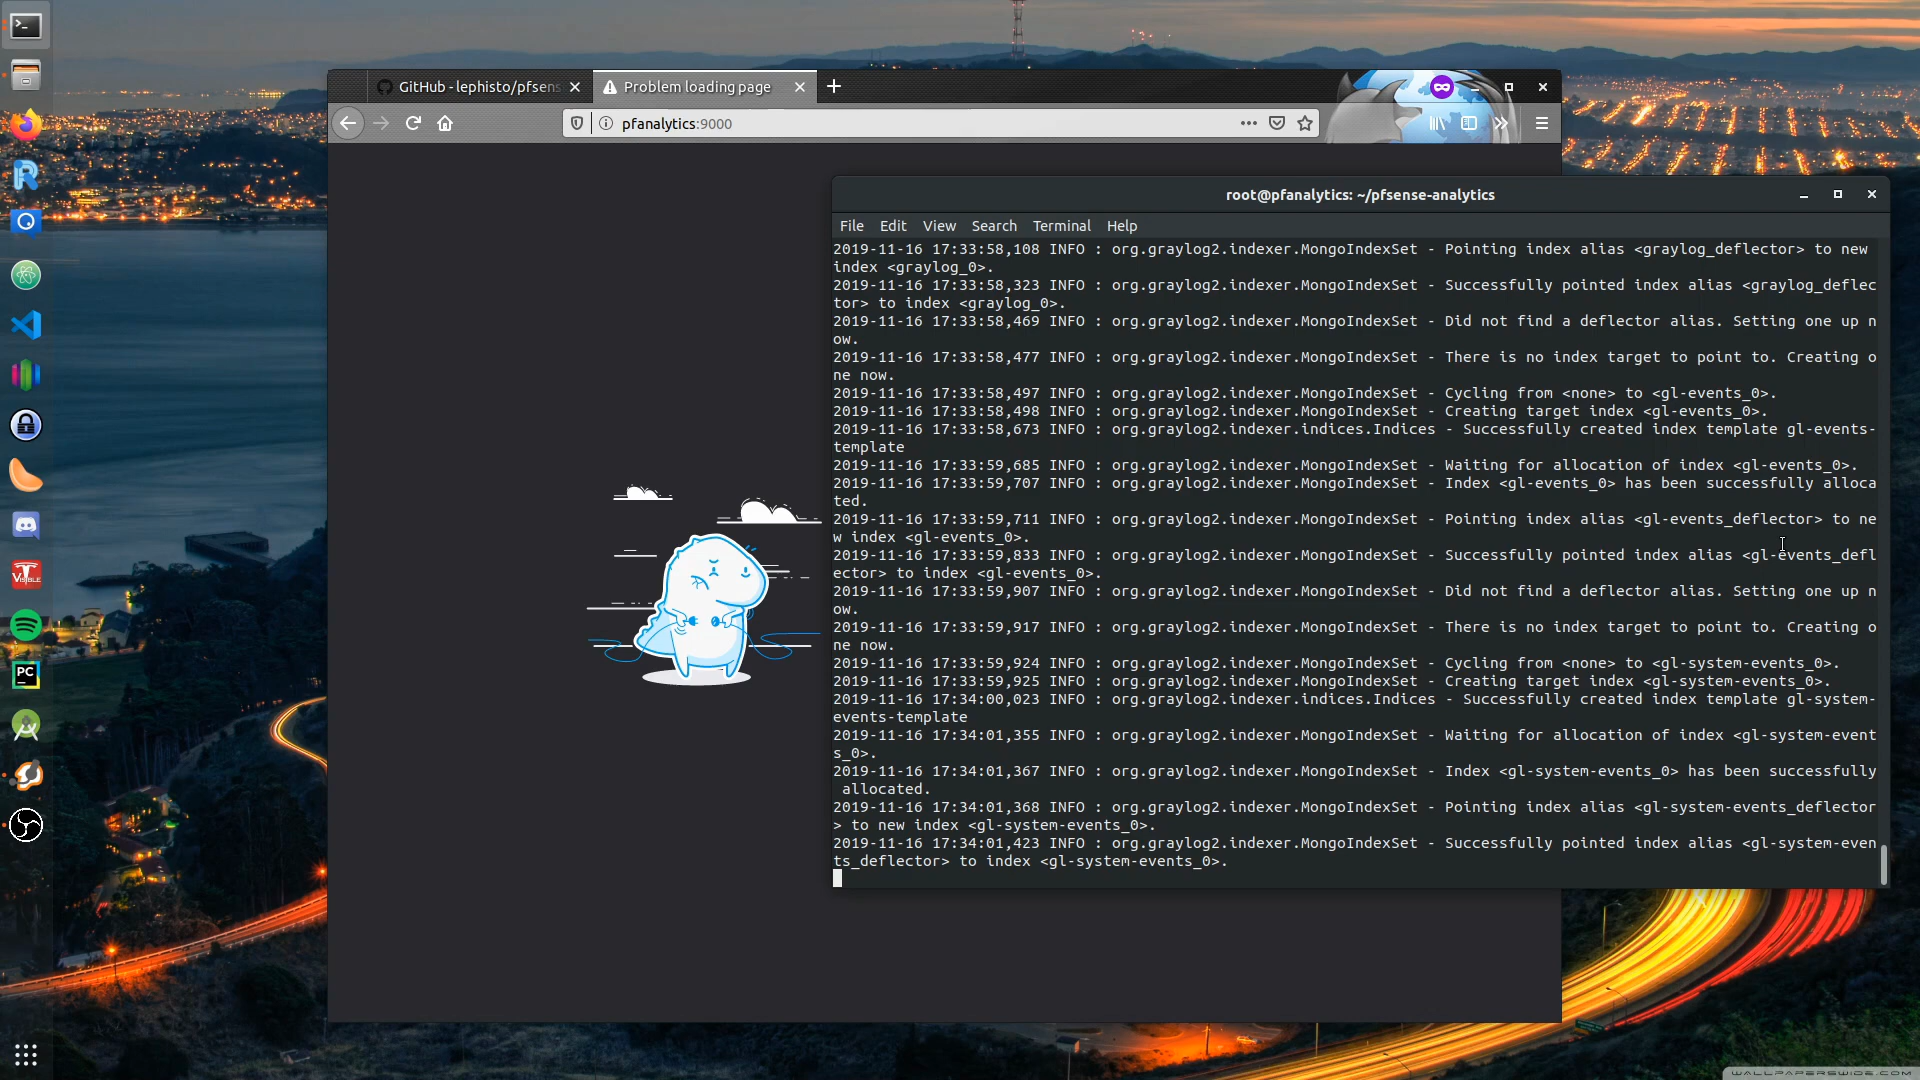 GitHub - lephisto/pfsens
Problem loading page
pfanalytics:9000
root@pfanalytics: ~/pfsense-analytics
File Edit View Search Terminal Help
2019-11-16 17:33:58,108 INFO : org.graylog2.indexer.MongoIndexSet - Pointing index alias <graylog_deflector> to new
index <graylog_0>.
2019-11-16 17:33:58,323 INFO : org.graylog2.indexer.MongoIndexSet - Successfully pointed index alias <graylog_deflec
tor> to index <graylog_0>.
2019-11-16 17:33:58,469 INFO : org.graylog2.indexer.MongoIndexSet - Did not find a deflector alias. Setting one up n
ow.
2019-11-16 17:33:58,477 INFO : org.graylog2.indexer.MongoIndexSet - There is no index target to point to. Creating o
ne now.
2019-11-16 17:33:58,497 INFO : org.graylog2.indexer.MongoIndexSet - Cycling from <none> to <gl-events_0>.
2019-11-16 17:33:58,498 INFO : org.graylog2.indexer.MongoIndexSet - Creating target index <gl-events_0>.
2019-11-16 17:33:58,673 INFO : org.graylog2.indexer.indices.Indices - Successfully created index template gl-events-
template
2019-11-16 17:33:59,685 INFO : org.graylog2.indexer.MongoIndexSet - Waiting for allocation of index <gl-events_0>.
2019-11-16 17:33:59,707 INFO : org.graylog2.indexer.MongoIndexSet - Index <gl-events_0> has been successfully alloca
ted.
2019-11-16 17:33:59,711 INFO : org.graylog2.indexer.MongoIndexSet - Pointing index alias <gl-events_deflector> to ne
w index <gl-events_0>.
2019-11-16 17:33:59,833 INFO : org.graylog2.indexer.MongoIndexSet - Successfully pointed index alias <gl-events_defl
ector> to index <gl-events_0>.
2019-11-16 17:33:59,907 INFO : org.graylog2.indexer.MongoIndexSet - Did not find a deflector alias. Setting one up n
ow.
2019-11-16 17:33:59,917 INFO : org.graylog2.indexer.MongoIndexSet - There is no index target to point to. Creating o
ne now.
2019-11-16 17:33:59,924 INFO : org.graylog2.indexer.MongoIndexSet - Cycling from <none> to <gl-system-events_0>.
2019-11-16 17:33:59,925 INFO : org.graylog2.indexer.MongoIndexSet - Creating target index <gl-system-events_0>.
2019-11-16 17:34:00,023 INFO : org.graylog2.indexer.indices.Indices - Successfully created index template gl-system-
events-template
2019-11-16 17:34:01,355 INFO : org.graylog2.indexer.MongoIndexSet - Waiting for allocation of index <gl-system-event
s_0>.
2019-11-16 17:34:01,367 INFO : org.graylog2.indexer.MongoIndexSet - Index <gl-system-events_0> has been successfully
allocated.
2019-11-16 17:34:01,368 INFO : org.graylog2.indexer.MongoIndexSet - Pointing index alias <gl-system-events_deflector
> to new index <gl-system-events_0>.
2019-11-16 17:34:01,423 INFO : org.graylog2.indexer.MongoIndexSet - Successfully pointed index alias <gl-system-even
ts_deflector> to index <gl-system-events_0>.
VISIBLE
PC
WALLPAPERSWIDE.COM